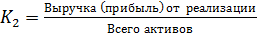 K₂ = Выручка (прибыль) от реализации
Всего активов